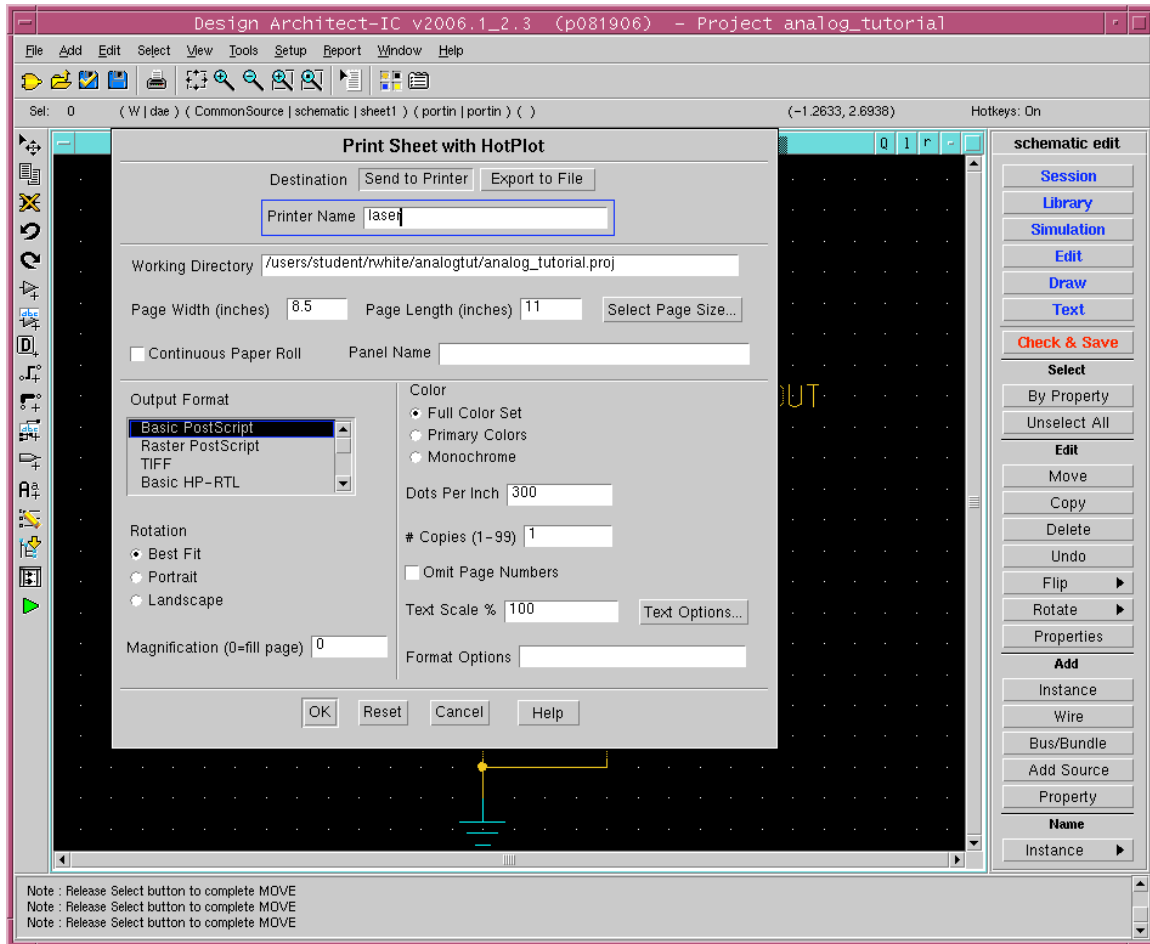 Design Architect-IC v2006.1_2.3 (p081906) - Project analog_tutorial
File Add Edit Select View Tools Setup Report Window Help
Sel: 0 ( W | dae ) ( CommonSource | schematic | sheet1 ) ( portin | portin ) ( ) (-1.2633, 2.6938) Hotkeys: On
Q l r
Print Sheet with HotPlot
Destination Send to Printer Export to File
Printer Name laser
Working Directory /users/student/rwhite/analogtut/analog_tutorial.proj
Page Width (inches) 8.5 Page Length (inches) 11 Select Page Size...
Continuous Paper Roll Panel Name
Output Format
Basic PostScript
Raster PostScript
TIFF
Basic HP-RTL
Rotation
Best Fit
Portrait
Landscape
Magnification (0=fill page) 0
Color
Full Color Set
Primary Colors
Monochrome
Dots Per Inch 300
# Copies (1-99) 1
Omit Page Numbers
Text Scale % 100 Text Options...
Format Options
OK Reset Cancel Help
schematic edit
Session
Library
Simulation
Edit
Draw
Text
Check & Save
Select
By Property
Unselect All
Edit
Move
Copy
Delete
Undo
Flip
Rotate
Properties
Add
Instance
Wire
Bus/Bundle
Add Source
Property
Name
Instance
Note : Release Select button to complete MOVE
Note : Release Select button to complete MOVE
Note : Release Select button to complete MOVE